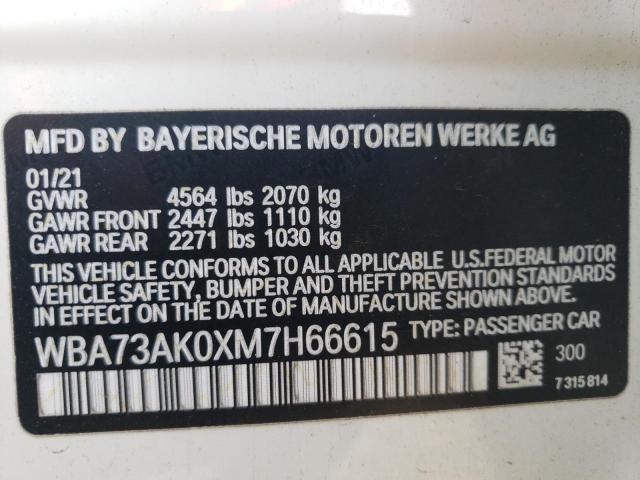 MFD BY BAYERISCHE MOTOREN WERKE AG
01/21
GVWR 4564 lbs 2070 kg
GAWR FRONT 2447 lbs 1110 kg
GAWR REAR 2271 lbs 1030 kg
THIS VEHICLE CONFORMS TO ALL APPLICABLE U.S.FEDERAL MOTOR
VEHICLE SAFETY, BUMPER AND THEFT PREVENTION STANDARDS
IN EFFECT ON THE DATE OF MANUFACTURE SHOWN ABOVE.
WBA73AK0XM7H66615 TYPE: PASSENGER CAR
300
7315814